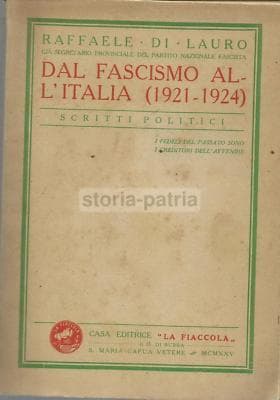 RAFFAELE · DI · LAURO
GIÀ SEGRETARIO PROVINCIALE DEL PARTITO NAZIONALE FASCISTA
DAL FASCISMO AL-
L'ITALIA (1921-1924)
SCRITTI POLITICI
I FEDELI DEL PASSATO SONO
I CREDITORI DELL'AVVENIRE
storia-patria
CASA EDITRICE "LA FIACCOLA„
S. MARIA CAPUA VETERE — MCMXXV